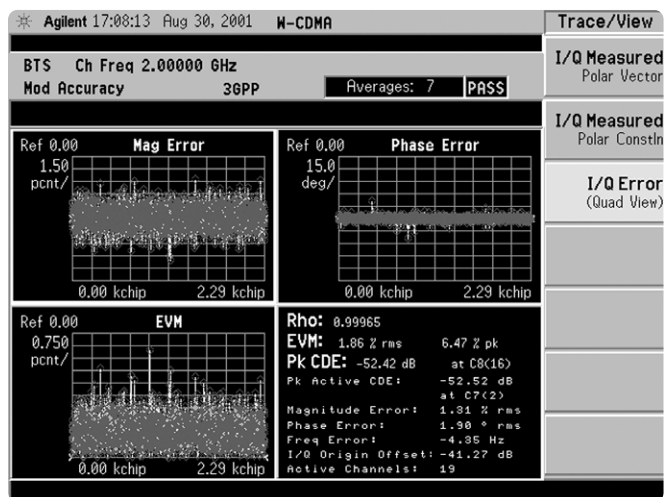 Agilent 17:08:13 Aug 30, 2001 W-CDMA Trace/View
BTS Ch Freq 2.00000 GHz
Mod Accuracy 3GPP Averages: 7 PASS
I/Q Measured
Polar Vector
I/Q Measured
Polar Constln
I/Q Error
(Quad View)
Ref 0.00 Mag Error
1.50
pcnt/
0.00 kchip 2.29 kchip
Ref 0.00 Phase Error
15.0
deg/
0.00 kchip 2.29 kchip
Ref 0.00 EVM
0.750
pcnt/
0.00 kchip 2.29 kchip
Rho: 0.99965
EVM: 1.86 % rms 6.47 % pk
Pk CDE: -52.42 dB at C8(16)
Pk Active CDE: -52.52 dB
at C7(2)
Magnitude Error: 1.31 % rms
Phase Error: 1.90 ° rms
Freq Error: -4.35 Hz
I/Q Origin Offset: -41.27 dB
Active Channels: 19